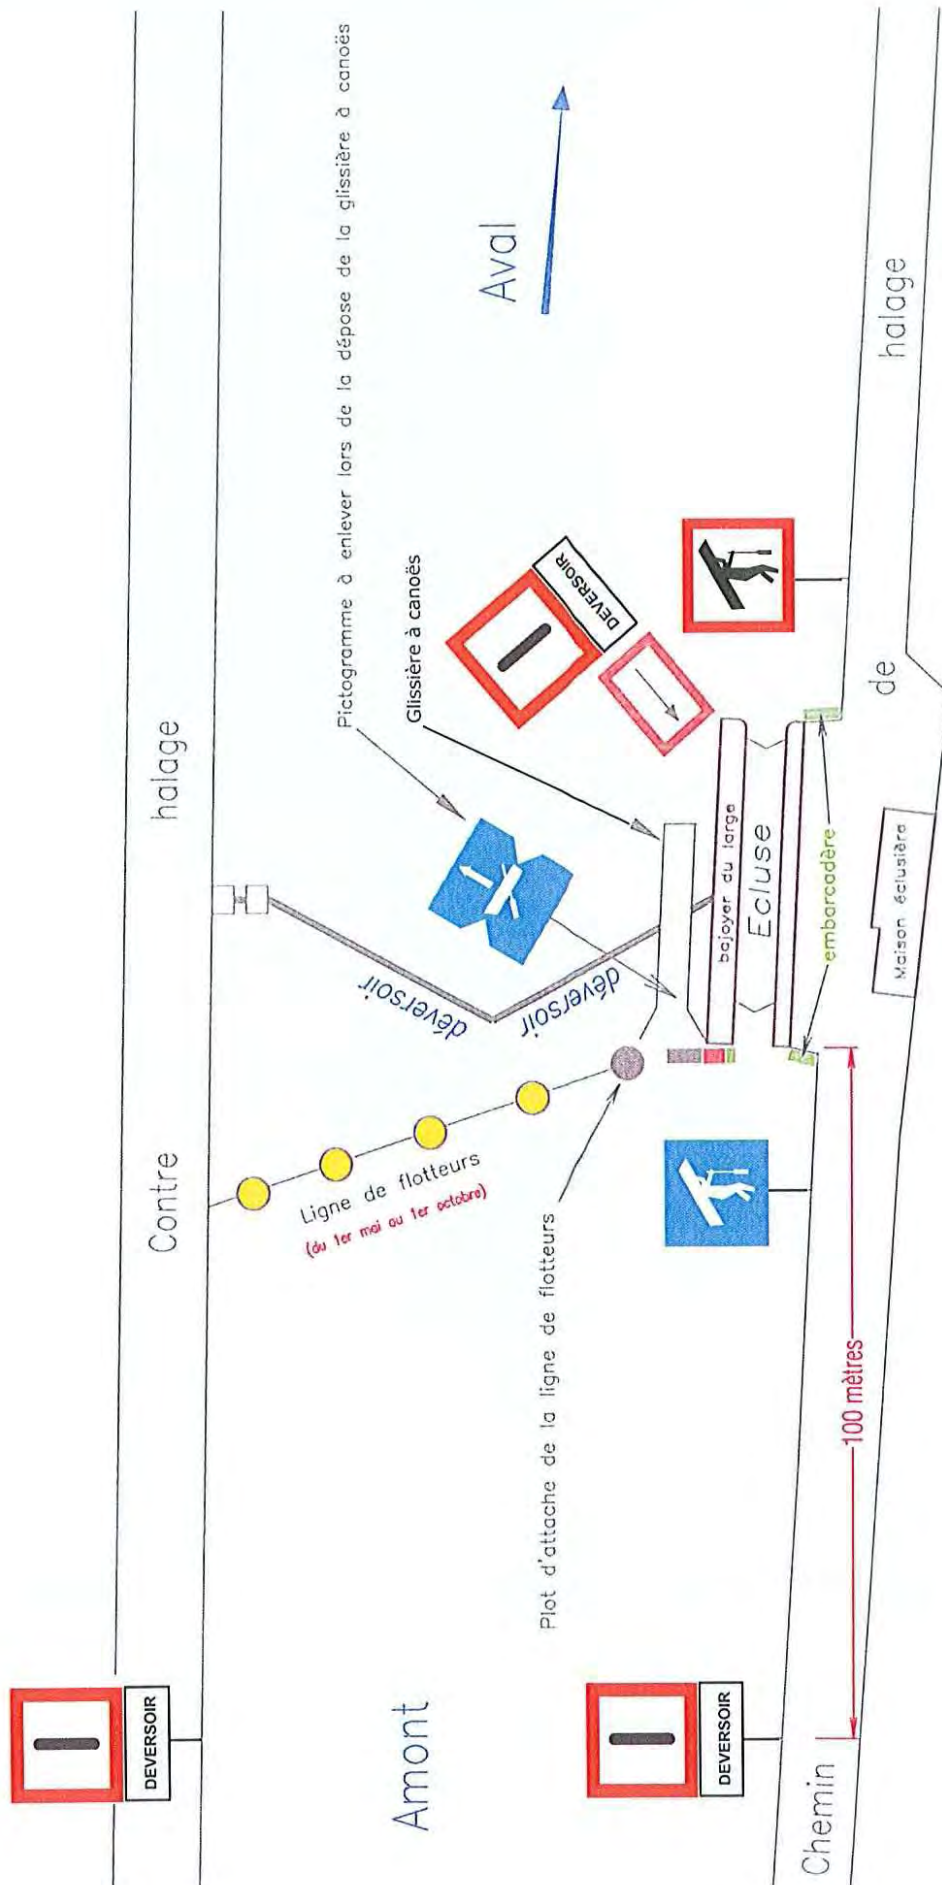 Contre halage
DEVERSOIR
Amont
Aval
Ligne de flotteurs
(du 1er mai au 1er octobre)
déversoir
déversoir
Pictogramme à enlever lors de la dépose de la glissière à canoës
Glissière à canoës
DEVERSOIR
Plot d'attache de la ligne de flotteurs
bajoyer du large
Ecluse
embarcadère
Maison éclusière
DEVERSOIR
100 mètres
Chemin de halage